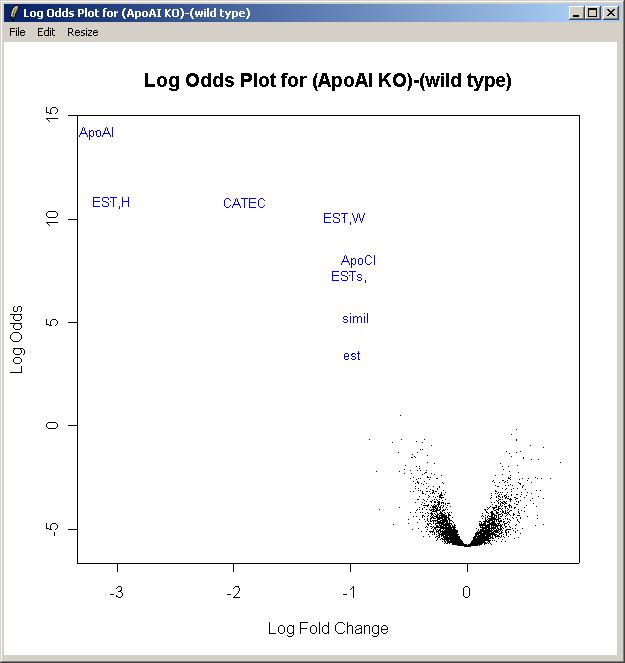 Log Odds Plot for (ApoAI KO)-(wild type)
File Edit Resize
Log Odds Plot for (ApoAI KO)-(wild type)
15
ApoAI
EST,H
CATEC
10
EST,W
ApoCI
ESTs,
5
simil
est
Log Odds
0
-5
-3 -2 -1 0
Log Fold Change